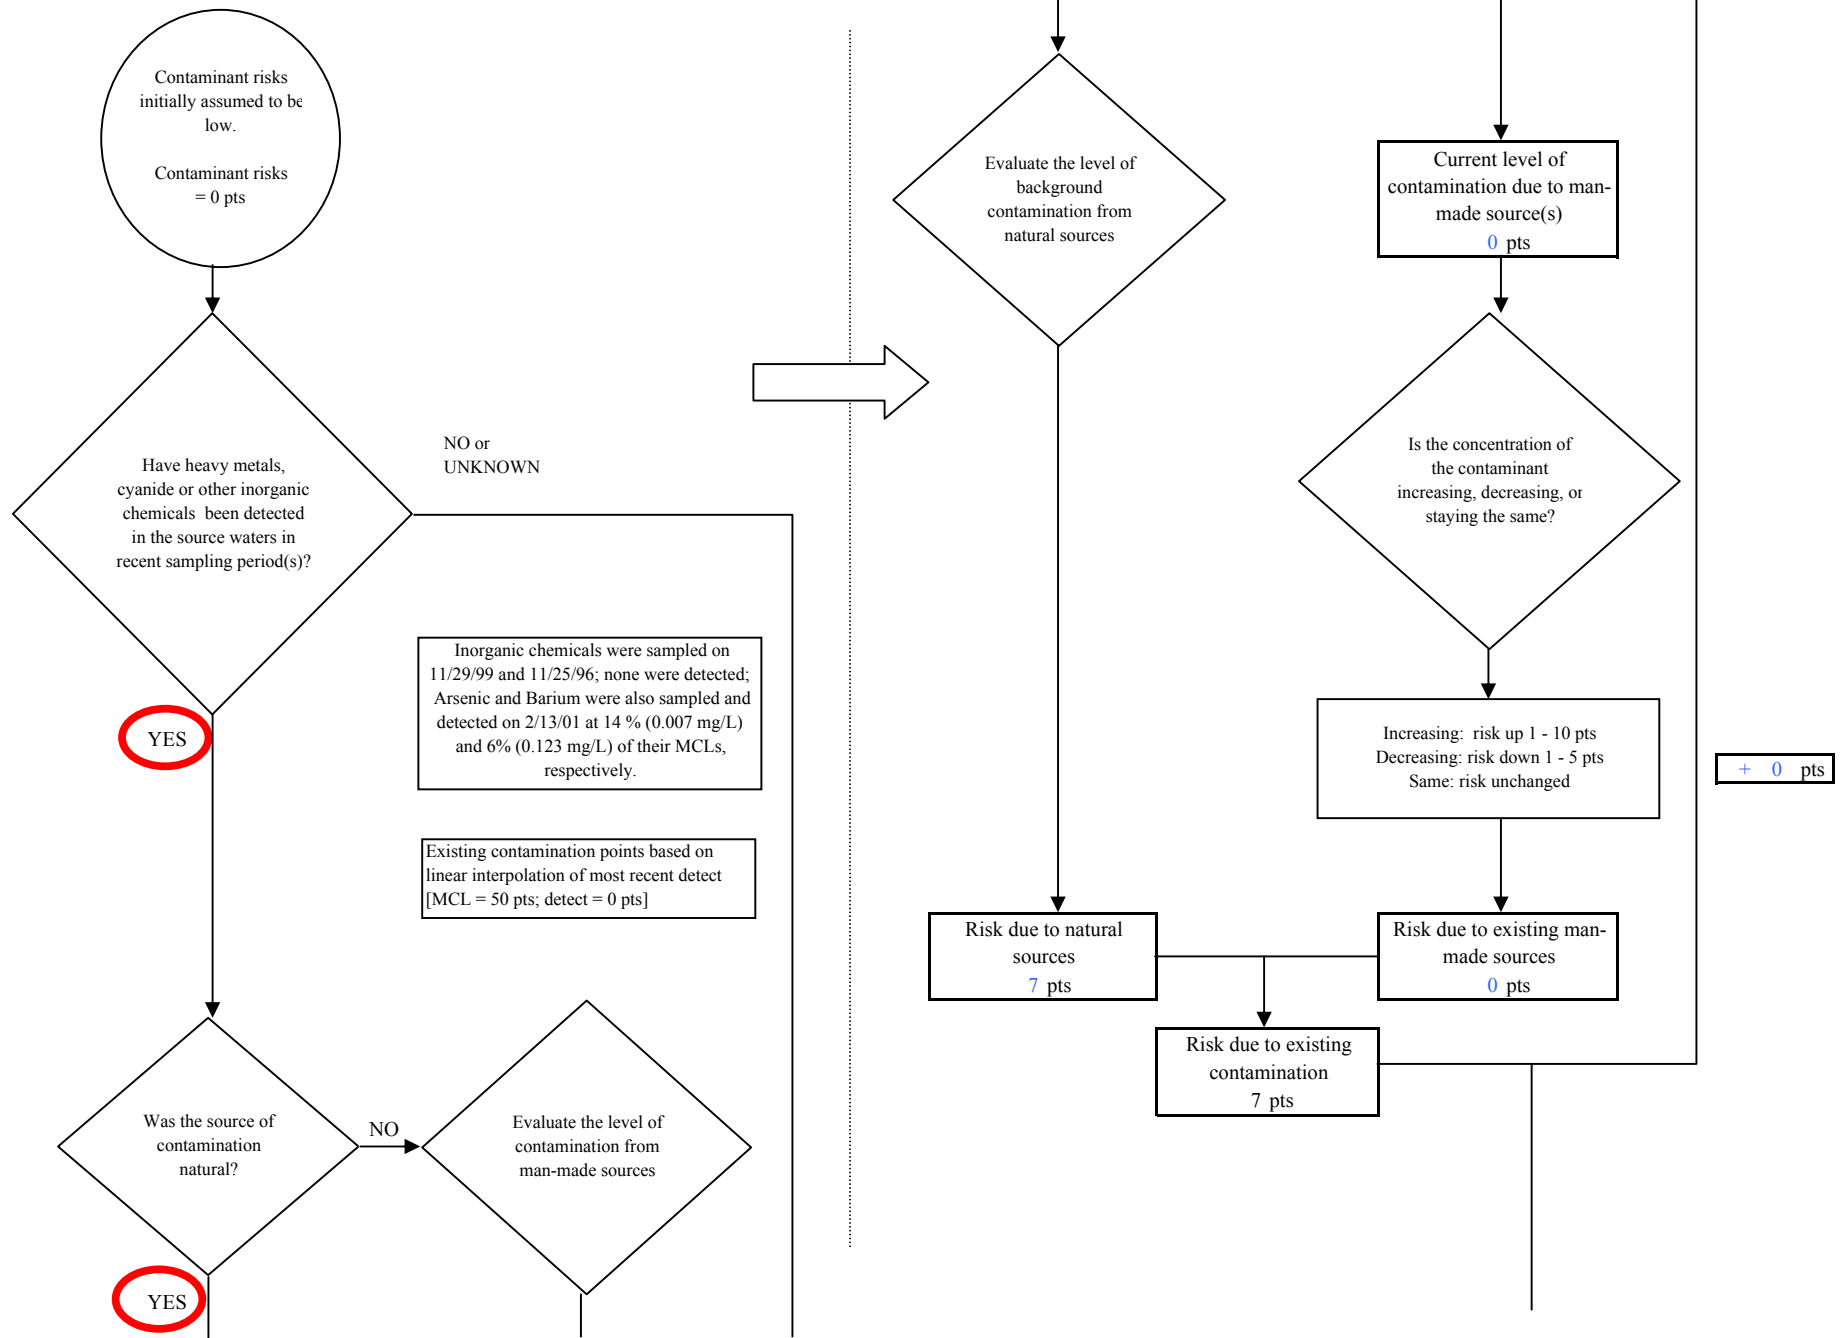 Contaminant risks
initially assumed to be
low.
Contaminant risks
= 0 pts
Have heavy metals,
cyanide or other inorganic
chemicals been detected
in the source waters in
recent sampling period(s)?
NO or
UNKNOWN
Inorganic chemicals were sampled on
11/29/99 and 11/25/96; none were detected;
Arsenic and Barium were also sampled and
detected on 2/13/01 at 14 % (0.007 mg/L)
and 6% (0.123 mg/L) of their MCLs,
respectively.
YES
Existing contamination points based on
linear interpolation of most recent detect
[MCL = 50 pts; detect = 0 pts]
Was the source of
contamination
natural?
NO
Evaluate the level of
contamination from
man-made sources
YES
Evaluate the level of
background
contamination from
natural sources
Current level of
contamination due to man-
made source(s)
0 pts
Is the concentration of
the contaminant
increasing, decreasing, or
staying the same?
Increasing: risk up 1 - 10 pts
Decreasing: risk down 1 - 5 pts
Same: risk unchanged
+ 0 pts
Risk due to natural
sources
7 pts
Risk due to existing man-
made sources
0 pts
Risk due to existing
contamination
7 pts